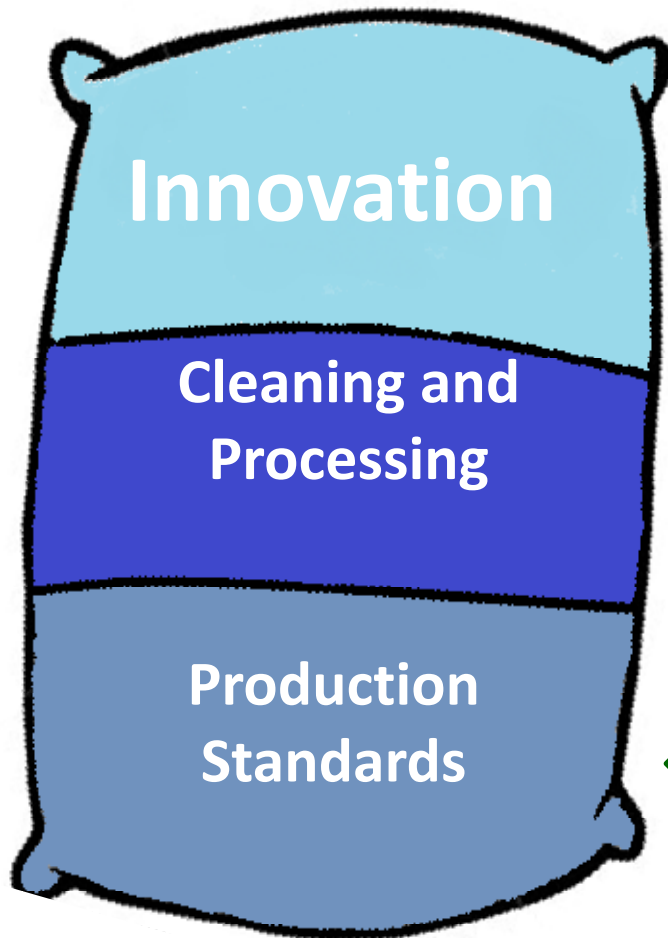 Innovation
Cleaning and
Processing
Production
Standards